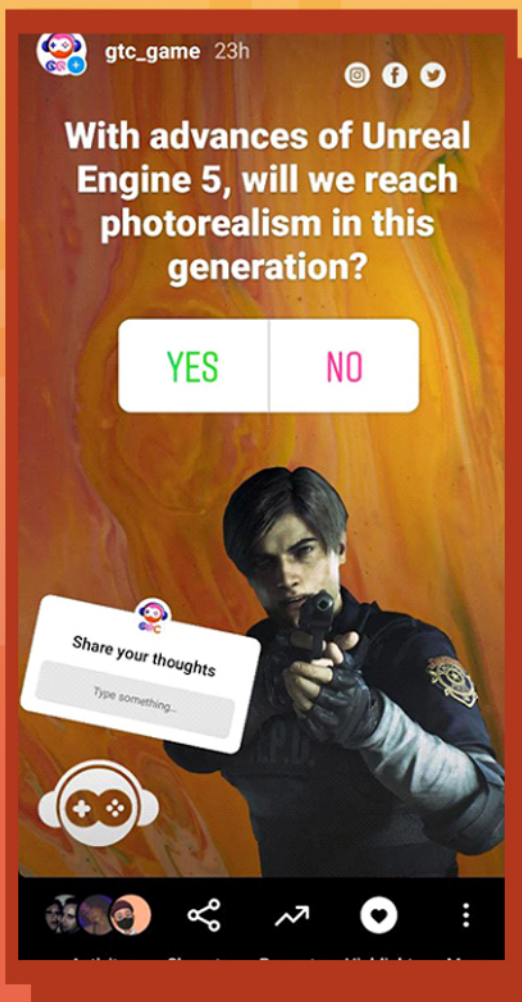 gtc_game 23h
With advances of Unreal
Engine 5, will we reach
photorealism in this
generation?
YES NO
Share your thoughts
Type something...